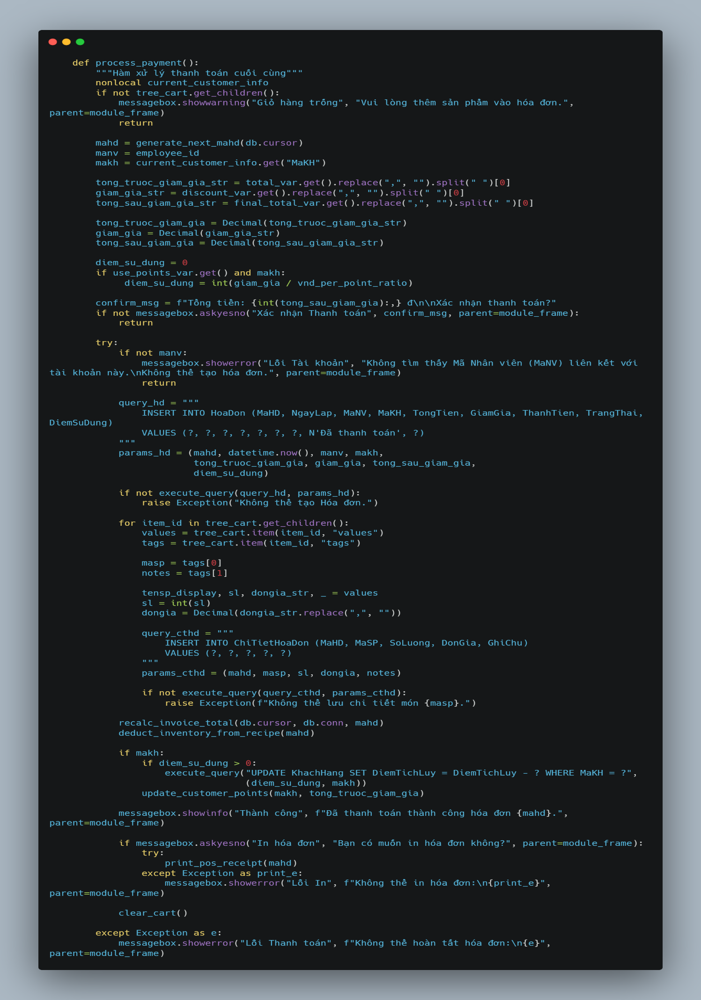 def process_payment():
"""Hàm xử lý thanh toán cuối cùng"""
nonlocal current_customer_info
if not tree_cart.get_children():
messagebox.showwarning("Giỏ hàng trống", "Vui lòng thêm sản phẩm vào hóa đơn.",
parent=module_frame)
return
mahd = generate_next_mahd(db.cursor)
manv = employee_id
makh = current_customer_info.get("MaKH")
tong_truoc_giam_gia_str = total_var.get().replace(",", "").split(" ")[0]
giam_gia_str = discount_var.get().replace(",", "").split(" ")[0]
tong_sau_giam_gia_str = final_total_var.get().replace(",", "").split(" ")[0]
tong_truoc_giam_gia = Decimal(tong_truoc_giam_gia_str)
giam_gia = Decimal(giam_gia_str)
tong_sau_giam_gia = Decimal(tong_sau_giam_gia_str)
diem_su_dung = 0
if use_points_var.get() and makh:
diem_su_dung = int(giam_gia / vnd_per_point_ratio)
confirm_msg = f"Tổng tiền: {int(tong_sau_giam_gia):,} đ\n\nXác nhận thanh toán?"
if not messagebox.askyesno("Xác nhận Thanh toán", confirm_msg, parent=module_frame):
return
try:
if not manv:
messagebox.showerror("Lỗi Tài khoản", "Không tìm thấy Mã Nhân viên (MaNV) liên kết với
tài khoản này.\nKhông thể tạo hóa đơn.", parent=module_frame)
return
query_hd = """
INSERT INTO HoaDon (MaHD, NgayLap, MaNV, MaKH, TongTien, GiamGia, ThanhTien, TrangThai,
DiemSuDung)
VALUES (?, ?, ?, ?, ?, ?, ?, N'Đã thanh toán', ?)
"""
params_hd = (mahd, datetime.now(), manv, makh,
tong_truoc_giam_gia, giam_gia, tong_sau_giam_gia,
diem_su_dung)
if not execute_query(query_hd, params_hd):
raise Exception("Không thể tạo Hóa đơn.")
for item_id in tree_cart.get_children():
values = tree_cart.item(item_id, "values")
tags = tree_cart.item(item_id, "tags")
masp = tags[0]
notes = tags[1]
tensp_display, sl, dongia_str, _ = values
sl = int(sl)
dongia = Decimal(dongia_str.replace(",", ""))
query_cthd = """
INSERT INTO ChiTietHoaDon (MaHD, MaSP, SoLuong, DonGia, GhiChu)
VALUES (?, ?, ?, ?, ?)
"""
params_cthd = (mahd, masp, sl, dongia, notes)
if not execute_query(query_cthd, params_cthd):
raise Exception(f"Không thể lưu chi tiết món {masp}.")
recalc_invoice_total(db.cursor, db.conn, mahd)
deduct_inventory_from_recipe(mahd)
if makh:
if diem_su_dung > 0:
execute_query("UPDATE KhachHang SET DiemTichLuy = DiemTichLuy - ? WHERE MaKH = ?",
(diem_su_dung, makh))
update_customer_points(makh, tong_truoc_giam_gia)
messagebox.showinfo("Thành công", f"Đã thanh toán thành công hóa đơn {mahd}.",
parent=module_frame)
if messagebox.askyesno("In hóa đơn", "Bạn có muốn in hóa đơn không?", parent=module_frame):
try:
print_pos_receipt(mahd)
except Exception as print_e:
messagebox.showerror("Lỗi In", f"Không thể in hóa đơn:\n{print_e}",
parent=module_frame)
clear_cart()
except Exception as e:
messagebox.showerror("Lỗi Thanh toán", f"Không thể hoàn tất hóa đơn:\n{e}",
parent=module_frame)